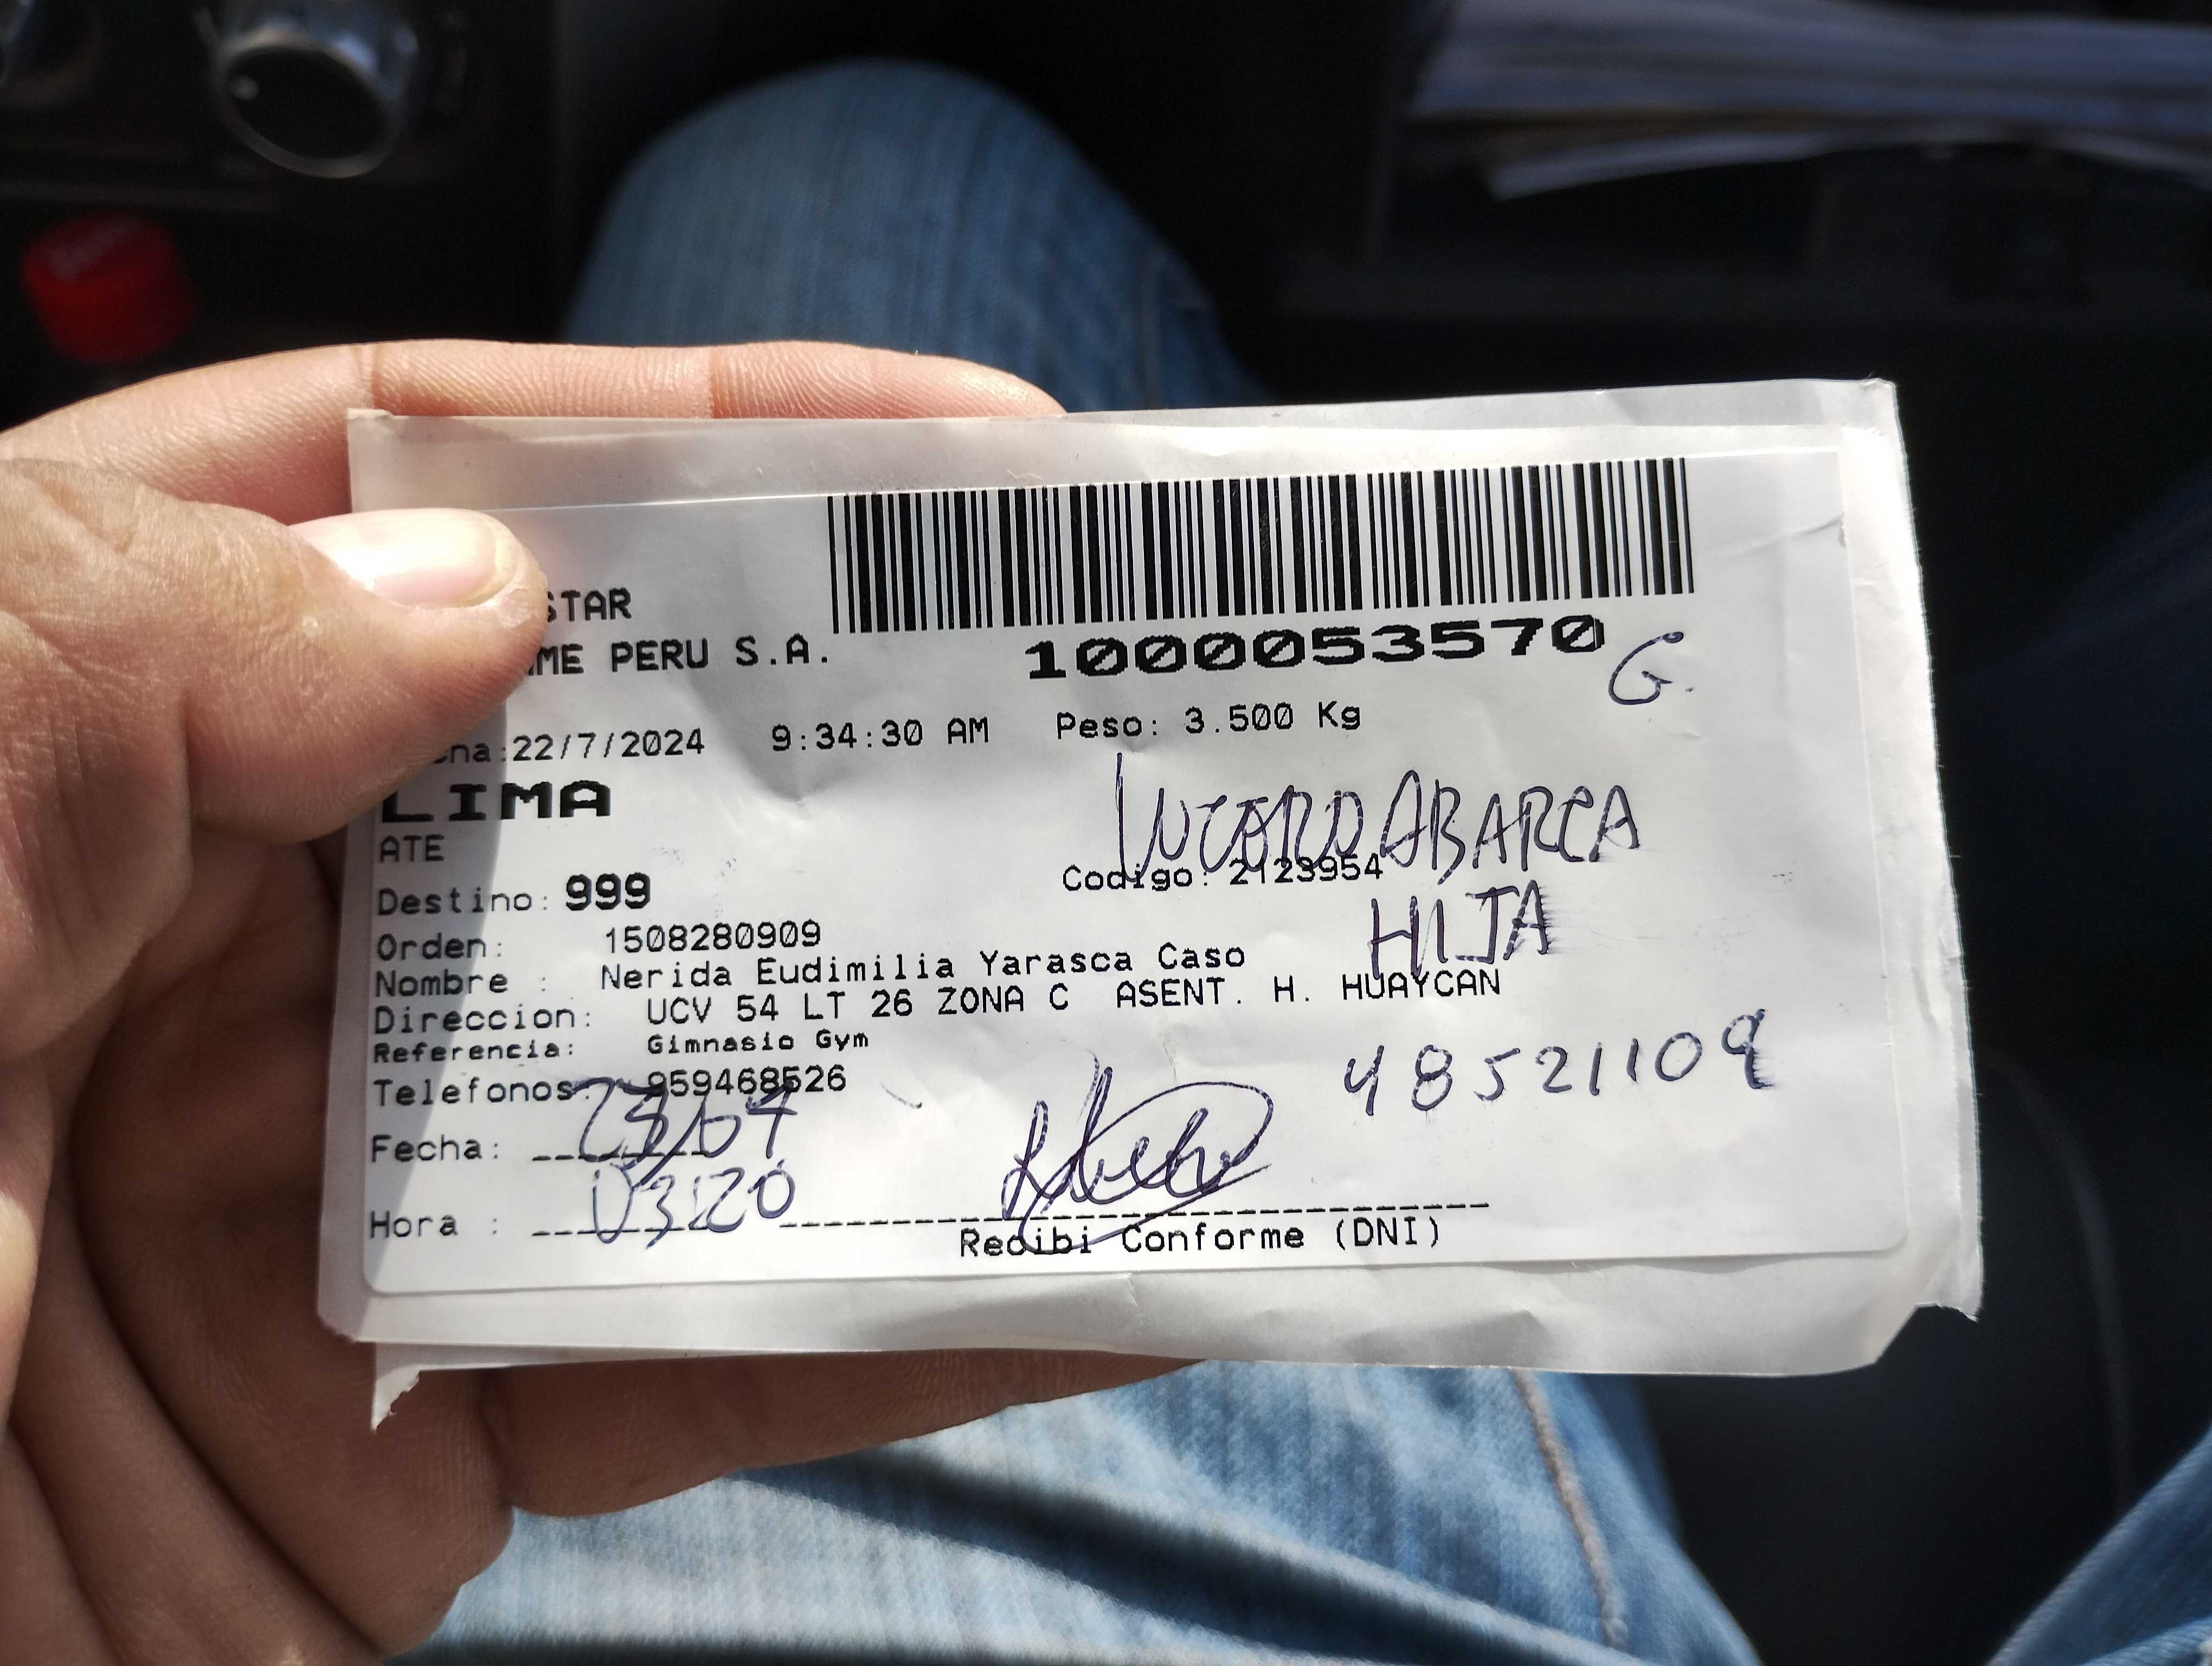 STAR
ME PERU S.A.
1000053570
G.
na:22/7/2024 9:34:30 AM Peso: 3.500 Kg
LIMA
ATE
ABARCA
Codigo: 2123954
Destino: 999
HIJA
Orden: 1508280909
Nombre : Nerida Eudimilia Yarasca Caso
Direccion: UCV 54 LT 26 ZONA C ASENT. H. HUAYCAN
Referencia: Gimnasio Gym
48521109
Telefonos: 959468526
Fecha:
Hora :
Recibi Conforme (DNI)